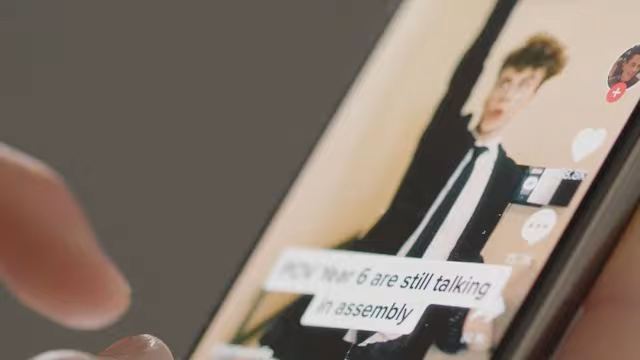 POV Year 6 are still talking
in assembly